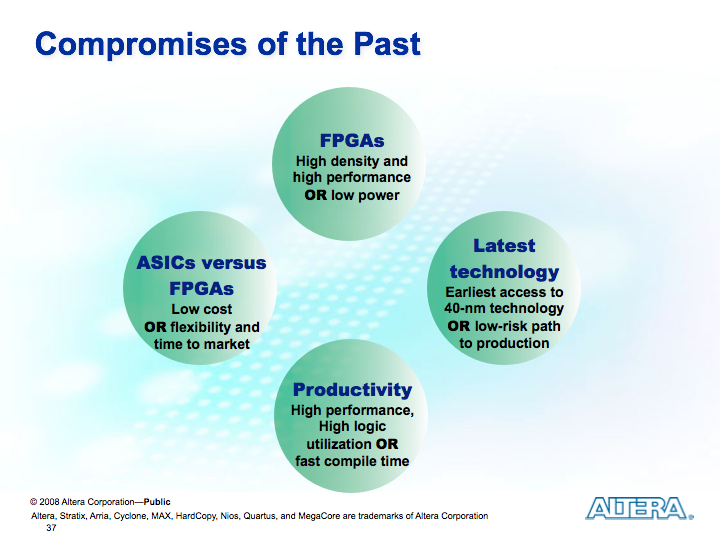 Compromises of the Past
FPGAs
High density and
high performance
OR low power
ASICs versus
FPGAs
Low cost
OR flexibility and
time to market
Latest
technology
Earliest access to
40-nm technology
OR low-risk path
to production
Productivity
High performance,
High logic
utilization OR
fast compile time
© 2008 Altera Corporation—Public
Altera, Stratix, Arria, Cyclone, MAX, HardCopy, Nios, Quartus, and MegaCore are trademarks of Altera Corporation
37
ALTERA®